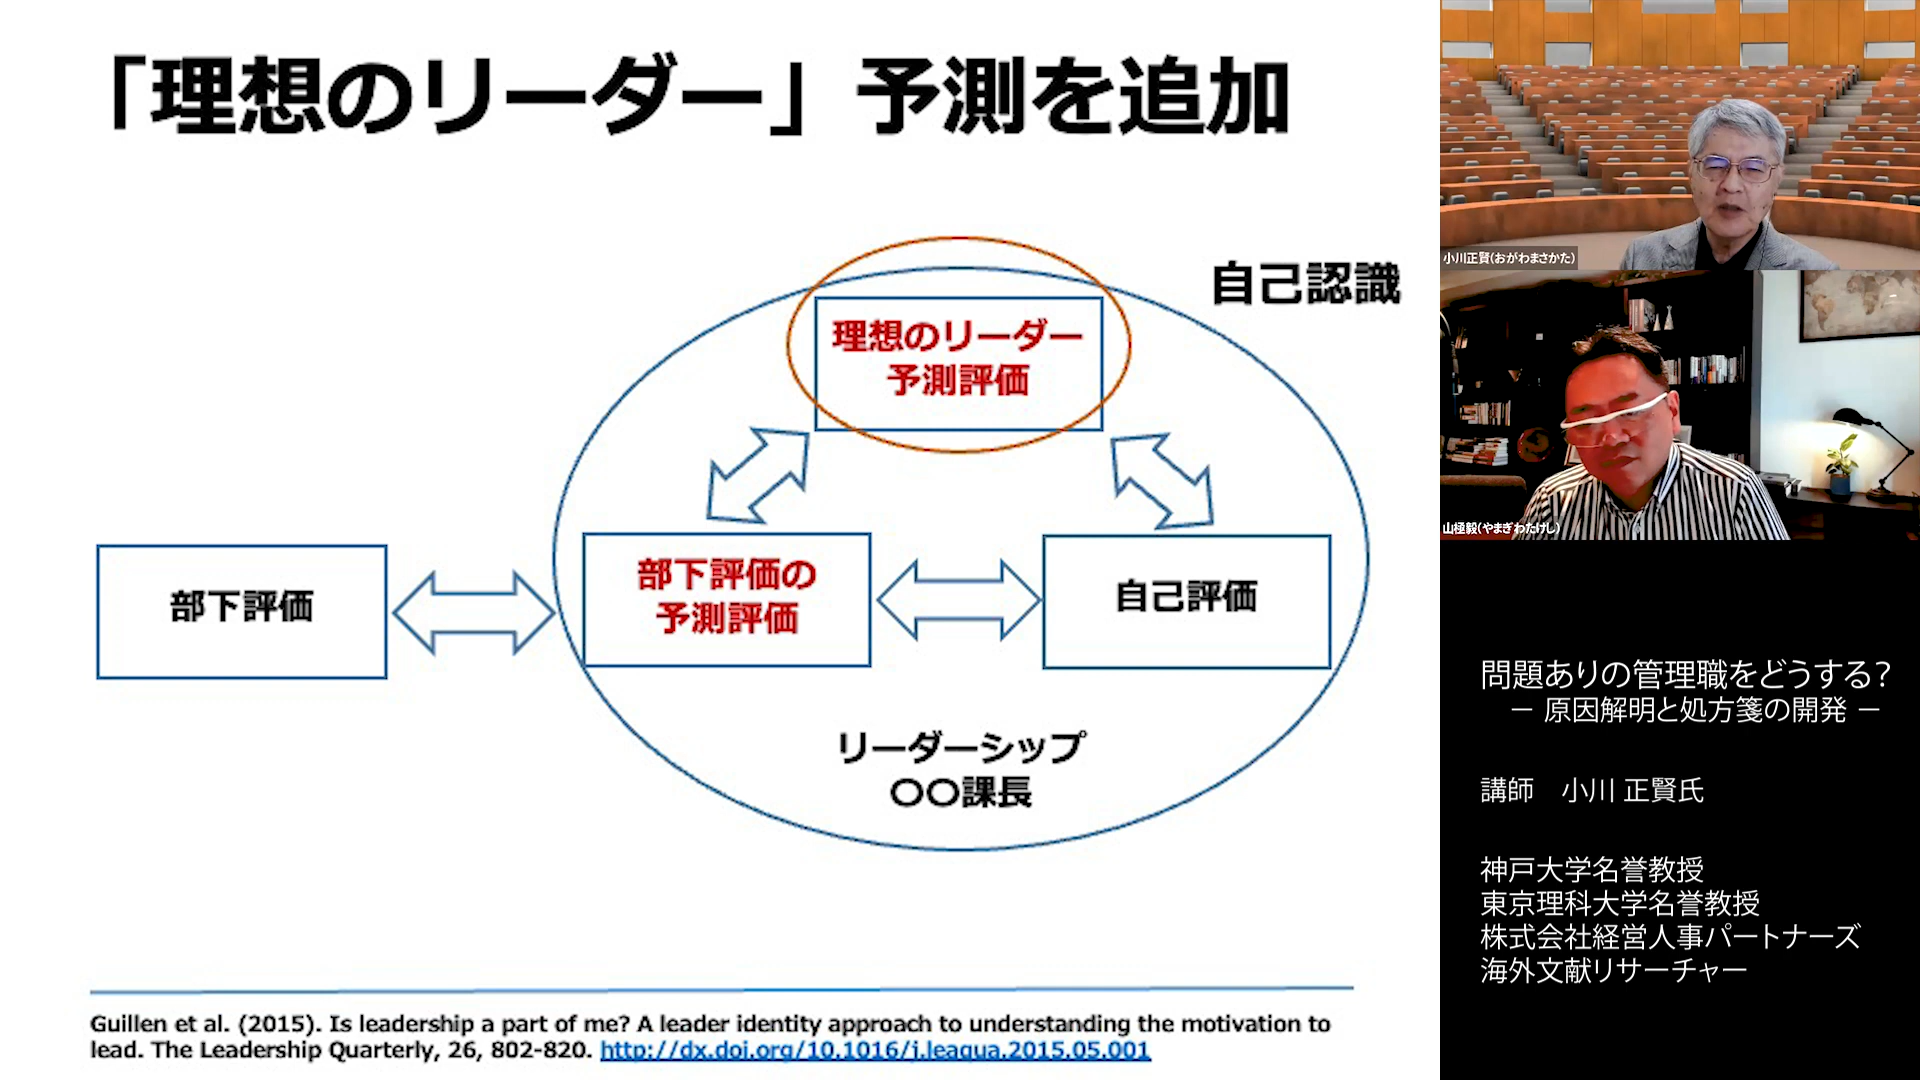 「理想のリーダー」予測を追加
自己認識
理想のリーダー
予測評価
部下評価
部下評価の
予測評価
自己評価
リーダーシップ
〇〇課長
Guillen et al. (2015). Is leadership a part of me? A leader identity approach to understanding the motivation to
lead. The Leadership Quarterly, 26, 802-820. http://dx.doi.org/10.1016/j.leaqua.2015.05.001
小川正賢(おがわまさかた)
山極毅(やまぎわたけし)
問題ありの管理職をどうする?
― 原因解明と処方箋の開発 ―
講師　小川 正賢氏
神戸大学名誉教授
東京理科大学名誉教授
株式会社経営人事パートナーズ
海外文献リサーチャー